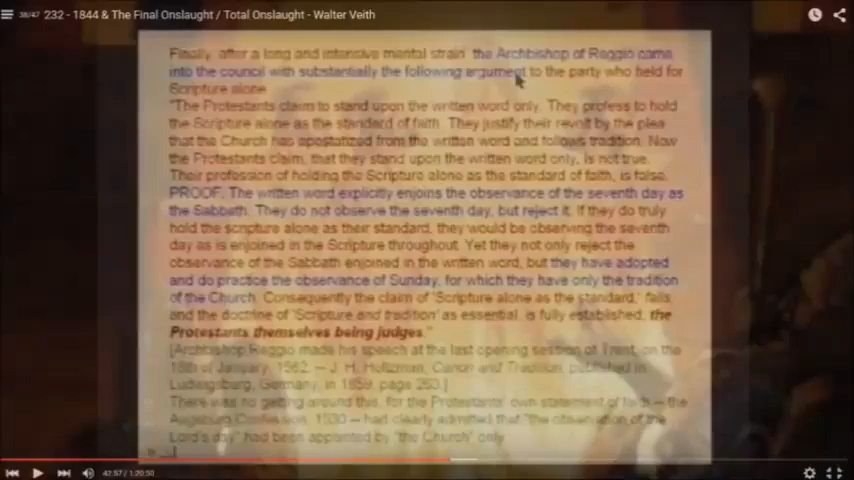 38/47 232 - 1844 & The Final Onslaught / Total Onslaught - Walter Veith
Finally, after a long and intensive mental strain, the Archbishop of Reggio came
into the council with substantially the following argument to the party who held for
Scripture alone
"The Protestants claim to stand upon the written word only. They profess to hold
the Scripture alone as the standard of faith. They justify their revolt by the plea
that the Church has apostatized from the written word and follows tradition. Now
the Protestants claim, that they stand upon the written word only, is not true.
Their profession of holding the Scripture alone as the standard of faith, is false.
PROOF: The written word explicitly enjoins the observance of the seventh day as
the Sabbath. They do not observe the seventh day, but reject it. If they do truly
hold the scripture alone as their standard, they would be observing the seventh
day as is enjoined in the Scripture throughout. Yet they not only reject the
observance of the Sabbath enjoined in the written word, but they have adopted
and do practice the observance of Sunday, for which they have only the tradition
of the Church. Consequently the claim of 'Scripture alone as the standard,' fails;
and the doctrine of 'Scripture and tradition' as essential, is fully established, the
Protestants themselves being judges."
[Archbishop Reggio made his speech at the last opening session of Trent, on the
18th of January, 1562. -- J. H. Holtzman, Canon and Tradition, published in
Ludwigsburg, Germany, in 1859, page 263.]
There was no getting around this, for the Protestants' own statement of faith -- the
Augsburg Confession, 1530 -- had clearly admitted that "the observation of the
Lord's day" had been appointed by "the Church" only.
42:57 / 1:20:50